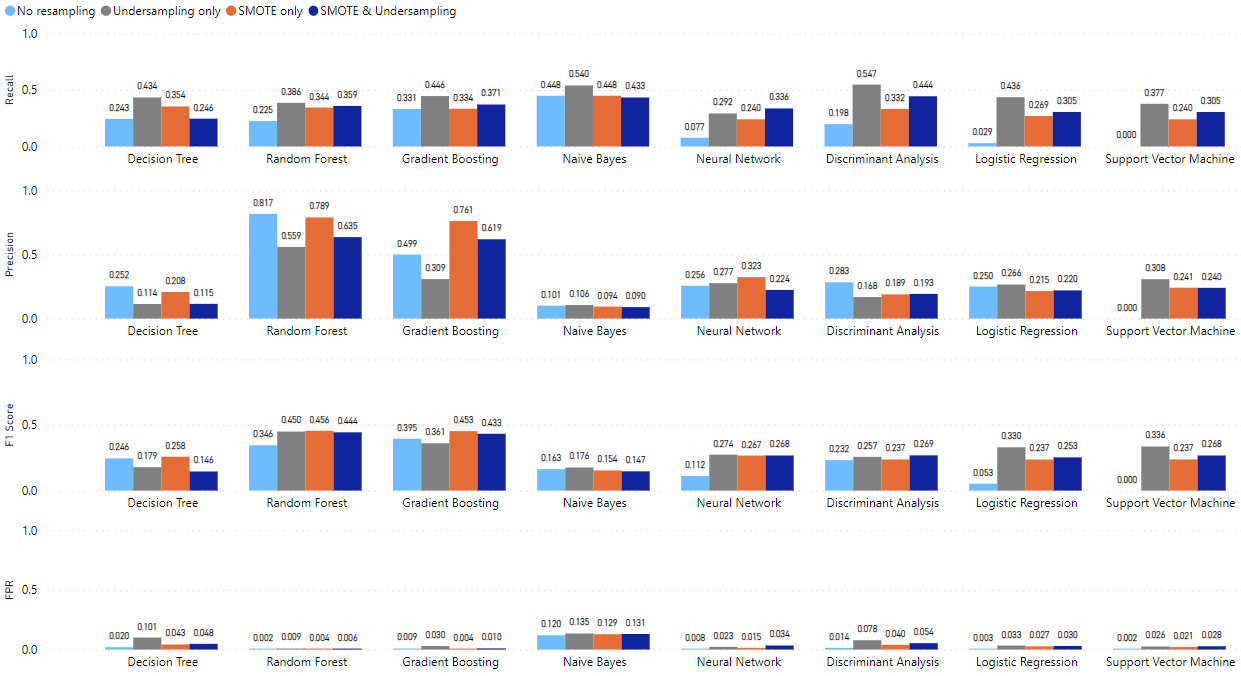 No resampling Undersampling only SMOTE only SMOTE & Undersampling
1.0
0.5
0.0
Recall
0.243 0.434 0.354 0.246 0.225 0.386 0.344 0.359 0.331 0.446 0.334 0.371 0.448 0.540 0.448 0.433 0.077 0.292 0.240 0.336 0.198 0.547 0.332 0.444 0.029 0.436 0.269 0.305 0.000 0.377 0.240 0.305
Decision Tree Random Forest Gradient Boosting Naive Bayes Neural Network Discriminant Analysis Logistic Regression Support Vector Machine
1.0
0.5
0.0
Precision
0.252 0.114 0.208 0.115 0.817 0.559 0.789 0.635 0.499 0.309 0.761 0.619 0.101 0.106 0.094 0.090 0.256 0.277 0.323 0.224 0.283 0.168 0.189 0.193 0.250 0.266 0.215 0.220 0.000 0.308 0.241 0.240
Decision Tree Random Forest Gradient Boosting Naive Bayes Neural Network Discriminant Analysis Logistic Regression Support Vector Machine
1.0
0.5
0.0
F1 Score
0.246 0.179 0.258 0.146 0.346 0.450 0.456 0.444 0.395 0.361 0.453 0.433 0.163 0.176 0.154 0.147 0.112 0.274 0.267 0.268 0.232 0.257 0.237 0.269 0.053 0.330 0.237 0.253 0.000 0.336 0.237 0.268
Decision Tree Random Forest Gradient Boosting Naive Bayes Neural Network Discriminant Analysis Logistic Regression Support Vector Machine
1.0
0.5
0.0
FPR
0.020 0.101 0.043 0.048 0.002 0.009 0.004 0.006 0.009 0.030 0.004 0.010 0.120 0.135 0.129 0.131 0.008 0.023 0.015 0.034 0.014 0.078 0.040 0.054 0.003 0.033 0.027 0.030 0.002 0.026 0.021 0.028
Decision Tree Random Forest Gradient Boosting Naive Bayes Neural Network Discriminant Analysis Logistic Regression Support Vector Machine